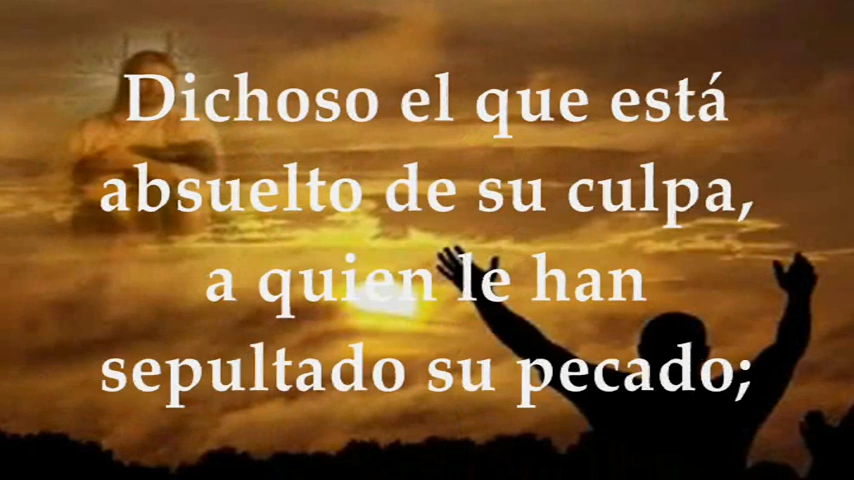 Dichoso el que está
absuelto de su culpa,
a quien le han
sepultado su pecado;